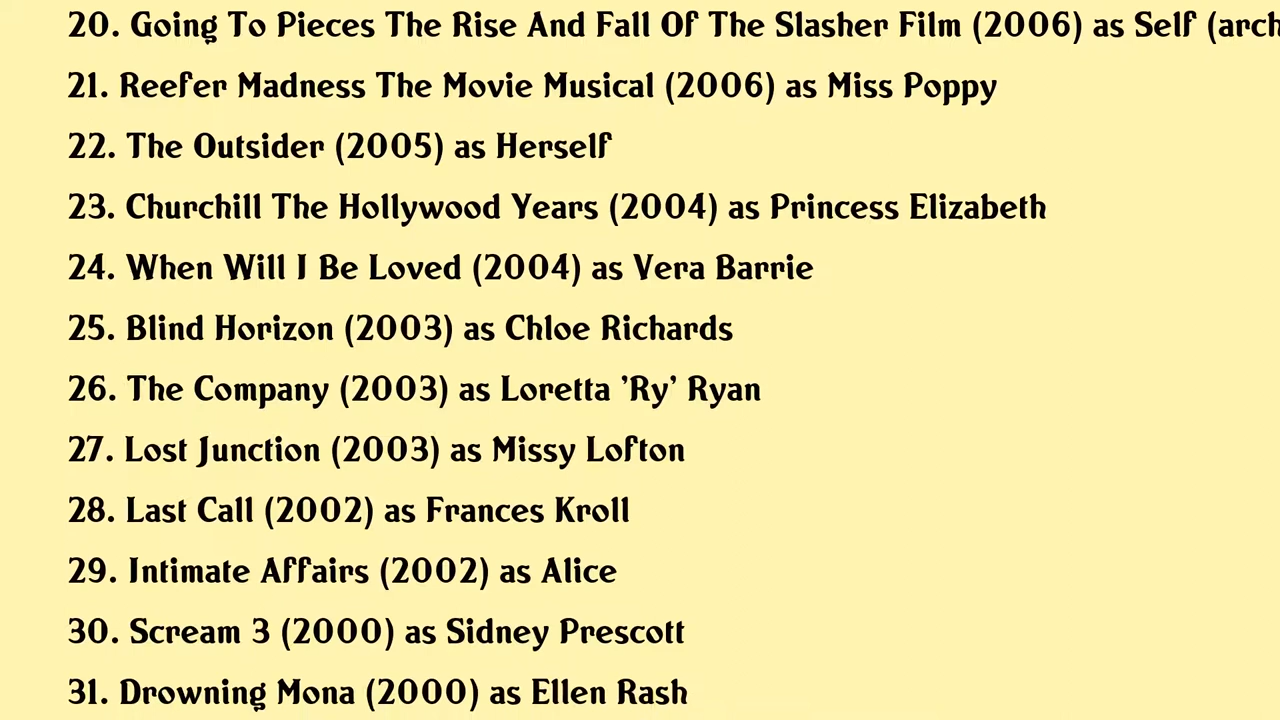 20. Going To Pieces The Rise And Fall Of The Slasher Film (2006) as Self (arch
21. Reefer Madness The Movie Musical (2006) as Miss Poppy
22. The Outsider (2005) as Herself
23. Churchill The Hollywood Years (2004) as Princess Elizabeth
24. When Will I Be Loved (2004) as Vera Barrie
25. Blind Horizon (2003) as Chloe Richards
26. The Company (2003) as Loretta 'Ry' Ryan
27. Lost Junction (2003) as Missy Lofton
28. Last Call (2002) as Frances Kroll
29. Intimate Affairs (2002) as Alice
30. Scream 3 (2000) as Sidney Prescott
31. Drowning Mona (2000) as Ellen Rash